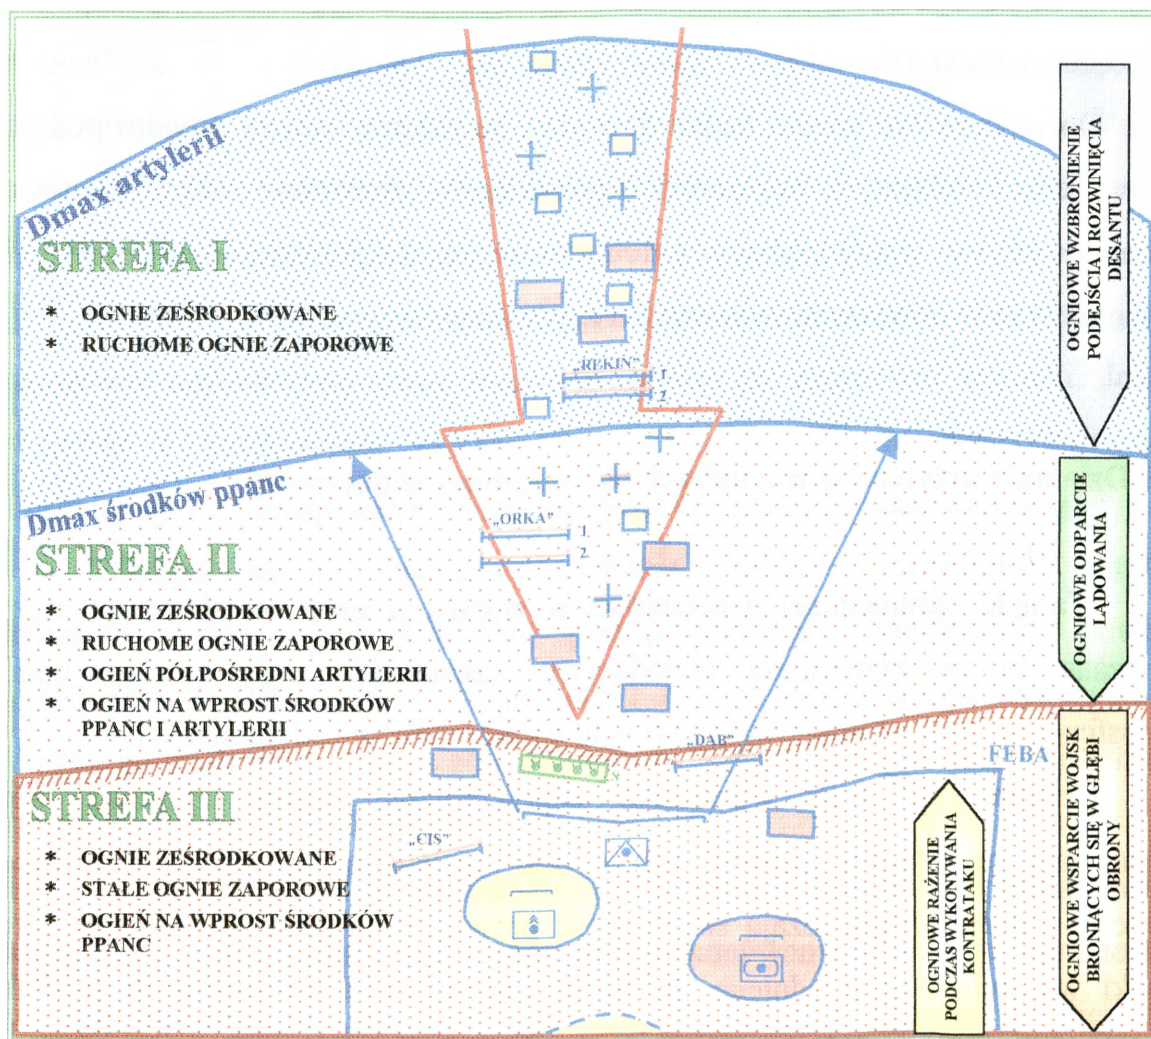 Dmax artylerii
STREFA I
* OGNIE ZEŚRODKOWANE
* RUCHOME OGNIE ZAPOROWE
„REKIN”
1
2
OGNIOWE WZBRONIENIE
PODEJŚCIA I ROZWINIĘCIA
DESANTU
Dmax środków ppanc
STREFA II
* OGNIE ZEŚRODKOWANE
* RUCHOME OGNIE ZAPOROWE
* OGIEŃ PÓŁPOŚREDNI ARTYLERII
* OGIEŃ NA WPROST ŚRODKÓW
PPANC I ARTYLERII
„ORKA”
1
2
OGNIOWE ODPARCIE
LĄDOWANIA
„DĄB”
FEBA
STREFA III
* OGNIE ZEŚRODKOWANE
* STAŁE OGNIE ZAPOROWE
* OGIEŃ NA WPROST ŚRODKÓW
PPANC
„CIS”
OGNIOWE RAŻENIE
PODCZAS WYKONYWANIA
KONTRATAKU
OGNIOWE WSPARCIE WOJSK
BRONIĄCYCH SIĘ W GŁĘBI
OBRONY